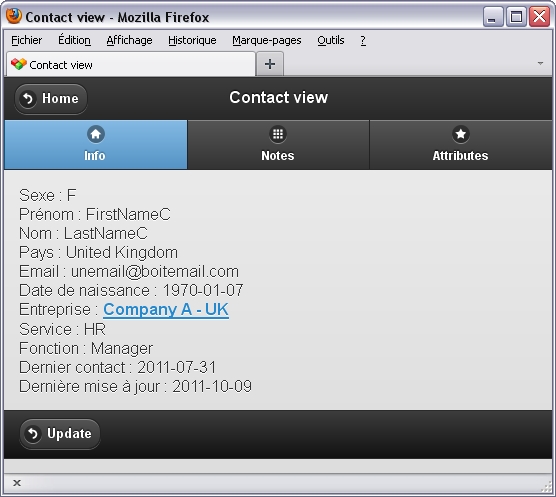 Contact view - Mozilla Firefox
Fichier Édition Affichage Historique Marque-pages Outils ?
Contact view
Home Contact view
Info Notes Attributes
Sexe : F
Prénom : FirstNameC
Nom : LastNameC
Pays : United Kingdom
Email : unemail@boitemail.com
Date de naissance : 1970-01-07
Entreprise : Company A - UK
Service : HR
Fonction : Manager
Dernier contact : 2011-07-31
Dernière mise à jour : 2011-10-09
Update